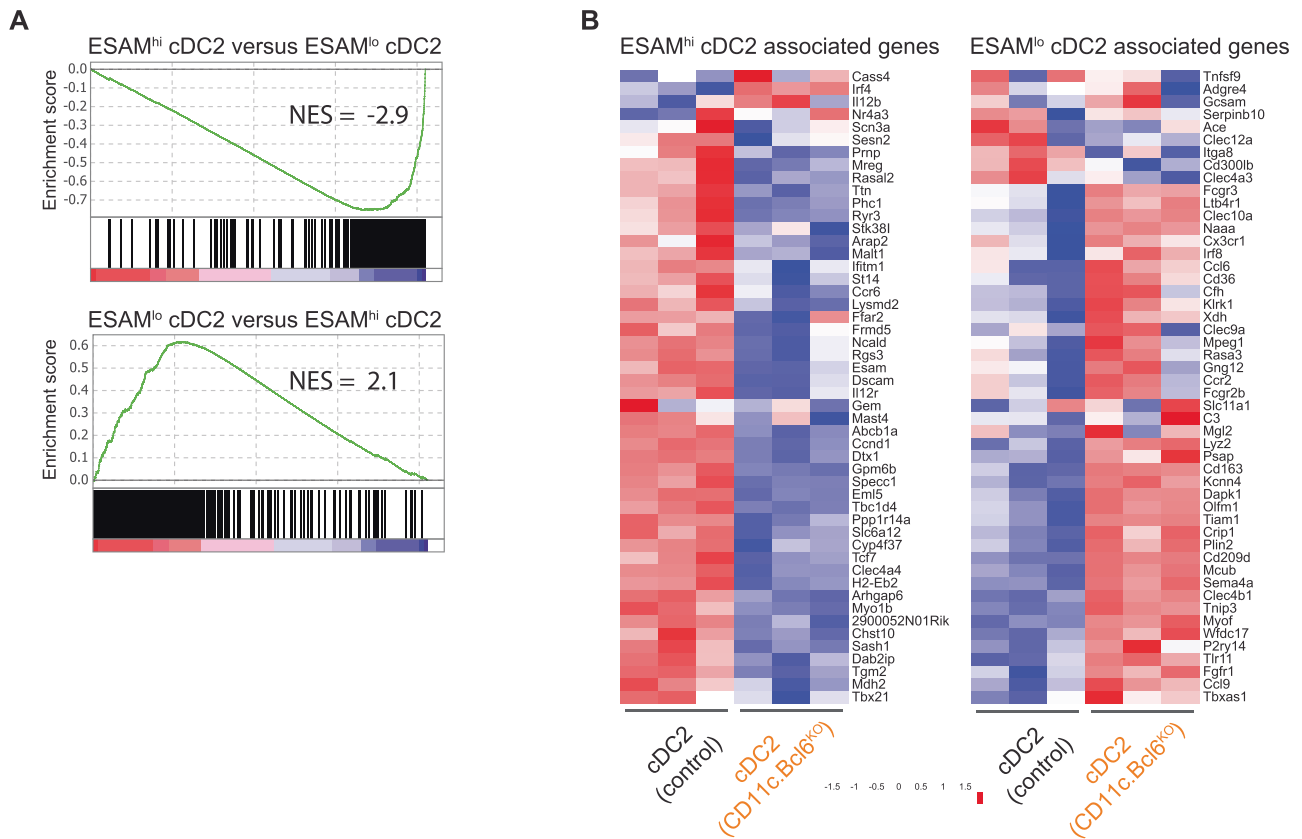 A
ESAMhi cDC2 versus ESAMlo cDC2
Enrichment score
0.0
-0.1
-0.2
-0.3
-0.4
-0.5
-0.6
-0.7
NES = -2.9
ESAMlo cDC2 versus ESAMhi cDC2
Enrichment score
0.6
0.5
0.4
0.3
0.2
0.1
0.0
NES = 2.1
B
ESAMhi cDC2 associated genes
Cass4
Irf4
Il12b
Nr4a3
Scn3a
Sesn2
Prnp
Mreg
Rasal2
Ttn
Phc1
Ryr3
Stk38l
Arap2
Malt1
Ifitm1
St14
Ccr6
Lysmd2
Ffar2
Frmd5
Ncald
Rgs3
Esam
Dscam
Il12r
Gem
Mast4
Abcb1a
Ccnd1
Dtx1
Gpm6b
Specc1
Eml5
Tbc1d4
Ppp1r14a
Slc6a12
Cyp4f37
Tcf7
Clec4a4
H2-Eb2
Arhgap6
Myo1b
2900052N01Rik
Chst10
Sash1
Dab2ip
Tgm2
Mdh2
Tbx21
cDC2
(control)
cDC2
(CD11c.Bcl6KO)
ESAMlo cDC2 associated genes
Tnfsf9
Adgre4
Gcsam
Serpinb10
Ace
Clec12a
Itga8
Cd300lb
Clec4a3
Fcgr3
Ltb4r1
Clec10a
Naaa
Cx3cr1
Irf8
Ccl6
Cd36
Cfh
Klrk1
Xdh
Clec9a
Mpeg1
Rasa3
Gng12
Ccr2
Fcgr2b
Slc11a1
C3
Mgl2
Lyz2
Psap
Cd163
Kcnn4
Dapk1
Olfm1
Tiam1
Crip1
Plin2
Cd209d
Mcub
Sema4a
Clec4b1
Tnip3
Myof
Wfdc17
P2ry14
Tlr11
Fgfr1
Ccl9
Tbxas1
cDC2
(control)
cDC2
(CD11c.Bcl6KO)
-1.5 -1 -0.5 0 0.5 1 1.5